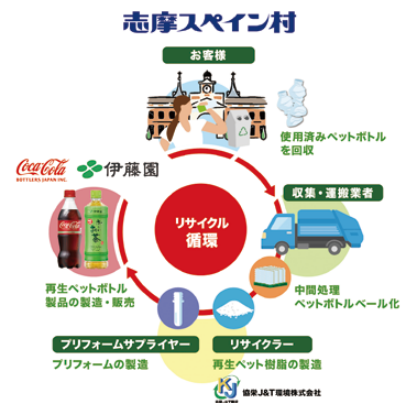 志摩スペイン村
お客様
使用済みペットボトル
を回収
Coca-Cola
BOTTLERS JAPAN INC.
伊藤園
収集・運搬業者
リサイクル
循環
中間処理
ペットボトルベール化
再生ペットボトル
製品の製造・販売
プリフォームサプライヤー
プリフォームの製造
リサイクラー
再生ペット樹脂の製造
協栄J&T環境株式会社